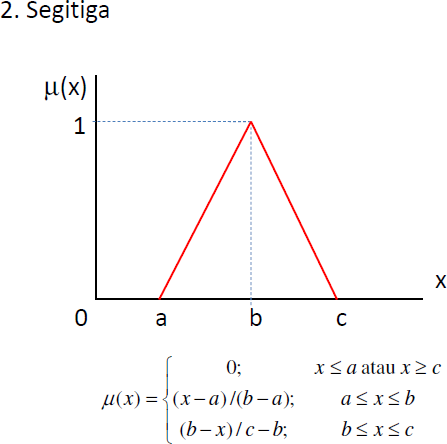 2. Segitiga
μ(x)
1
x
0 a b c
0; x ≤ a atau x ≥ c
μ(x) = { (x − a) /(b − a); a ≤ x ≤ b
(b − x) / c − b; b ≤ x ≤ c